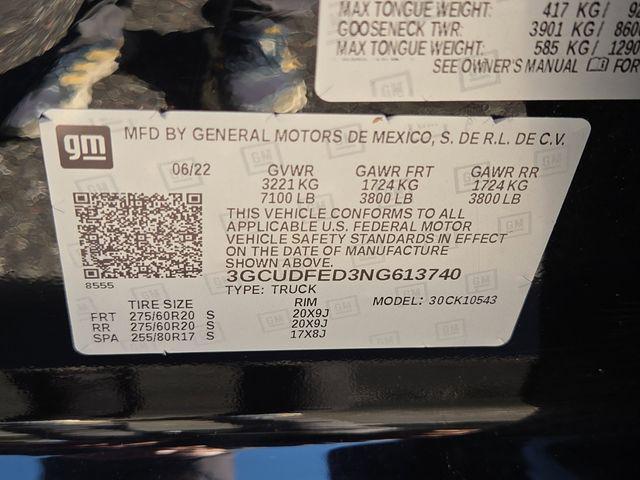 MAX TONGUE WEIGHT: 417 KG /
GOOSENECK TWR: 3901 KG / 860
MAX TONGUE WEIGHT: 585 KG / 1290
SEE OWNER'S MANUAL FOR
gm
MFD BY GENERAL MOTORS DE MEXICO, S. DE R.L. DE C.V.
06/22 GVWR GAWR FRT GAWR RR
3221 KG 1724 KG 1724 KG
7100 LB 3800 LB 3800 LB
THIS VEHICLE CONFORMS TO ALL
APPLICABLE U.S. FEDERAL MOTOR
VEHICLE SAFETY STANDARDS IN EFFECT
ON THE DATE OF MANUFACTURE
SHOWN ABOVE.
8555
3GCUDFED3NG613740
TYPE: TRUCK
TIRE SIZE RIM MODEL: 30CK10543
FRT 275/60R20 S 20X9J
RR 275/60R20 S 20X9J
SPA 255/80R17 S 17X8J